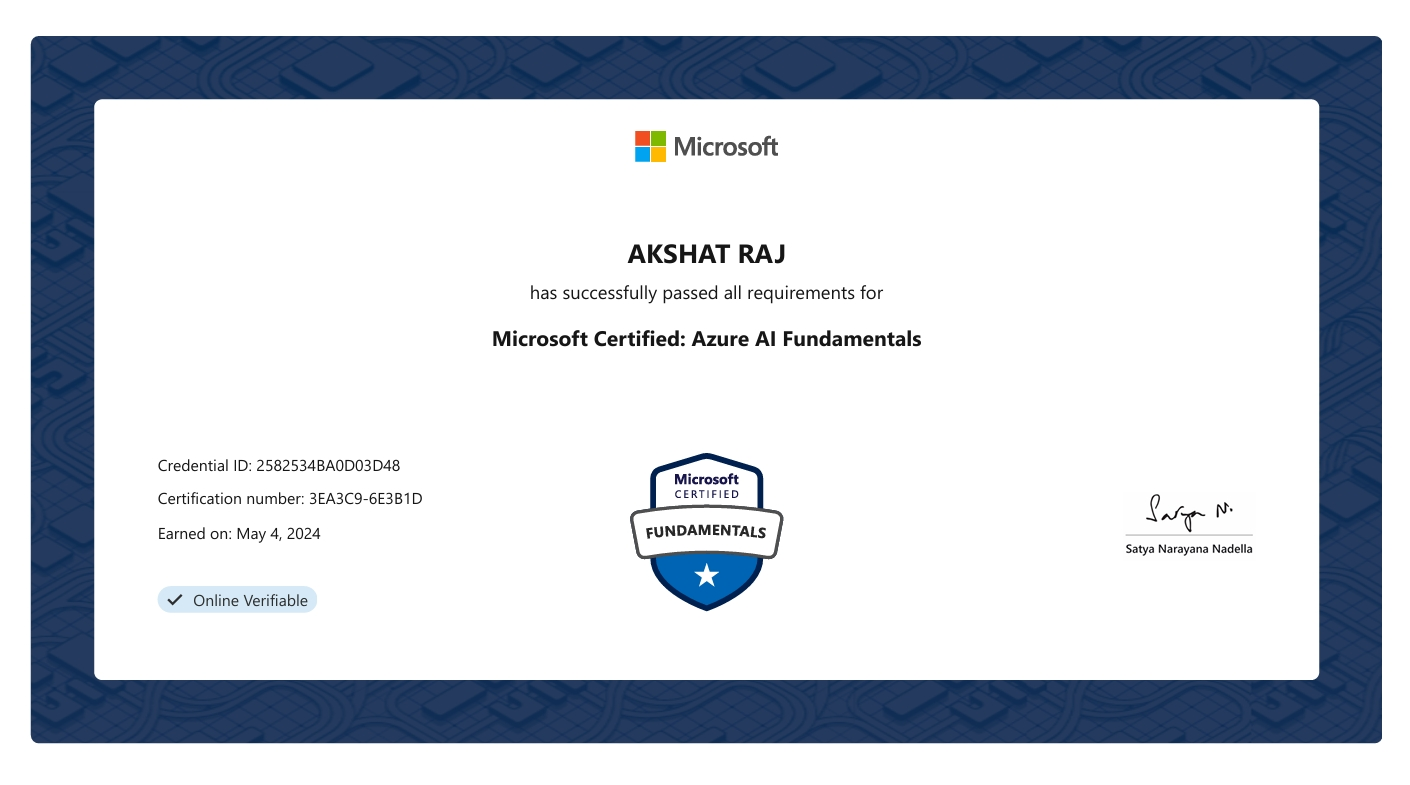 Microsoft
AKSHAT RAJ
has successfully passed all requirements for
Microsoft Certified: Azure AI Fundamentals
Credential ID: 2582534BA0D03D48
Certification number: 3EA3C9-6E3B1D
Earned on: May 4, 2024
Online Verifiable
Microsoft
CERTIFIED
FUNDAMENTALS
Satya N.
Satya Narayana Nadella